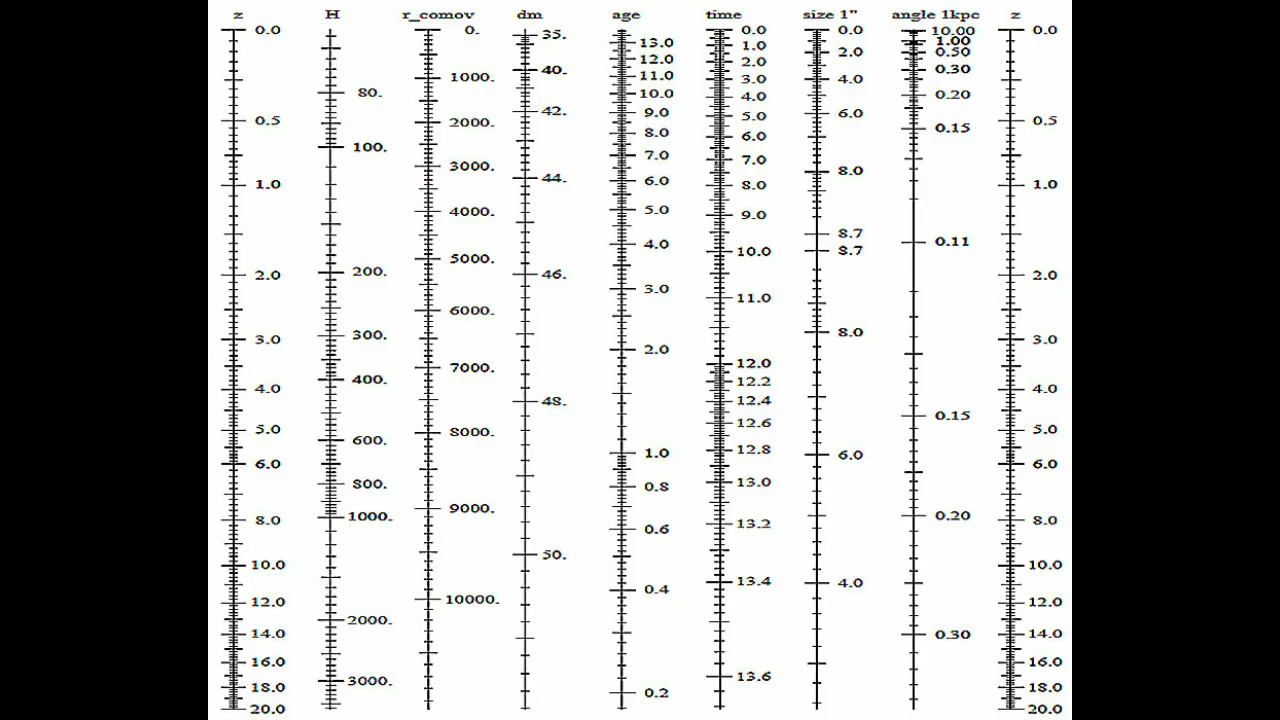 z H r_comov dm age time size 1" angle 1kpc z
0.0 0. 35. 0.0 0.0 10.00 0.0
13.0 1.0 1.00
12.0 2.0 2.0 0.50
1000. 40. 11.0 3.0 4.0 0.30
80. 10.0 4.0 0.20
42. 9.0 5.0 6.0
0.5 2000. 8.0 6.0 0.15 0.5
100. 7.0 7.0
3000. 44. 6.0 8.0 8.0
1.0 1.0
4000. 5.0 9.0
8.7
4.0 10.0 8.7 0.11
5000.
2.0 200. 46. 2.0
3.0 11.0
6000.
3.0 300. 8.0 3.0
2.0
7000. 12.0
4.0 400. 12.2 4.0
48. 12.4
0.15
5.0 8000. 12.6 5.0
600. 1.0 12.8 6.0
6.0 6.0
800. 0.8 13.0
9000.
8.0 1000. 0.6 13.2 0.20 8.0
50.
10.0 10.0
0.4 13.4 4.0
12.0 10000. 12.0
2000.
14.0 0.30 14.0
16.0 16.0
3000. 13.6
18.0 0.2 18.0
20.0 20.0